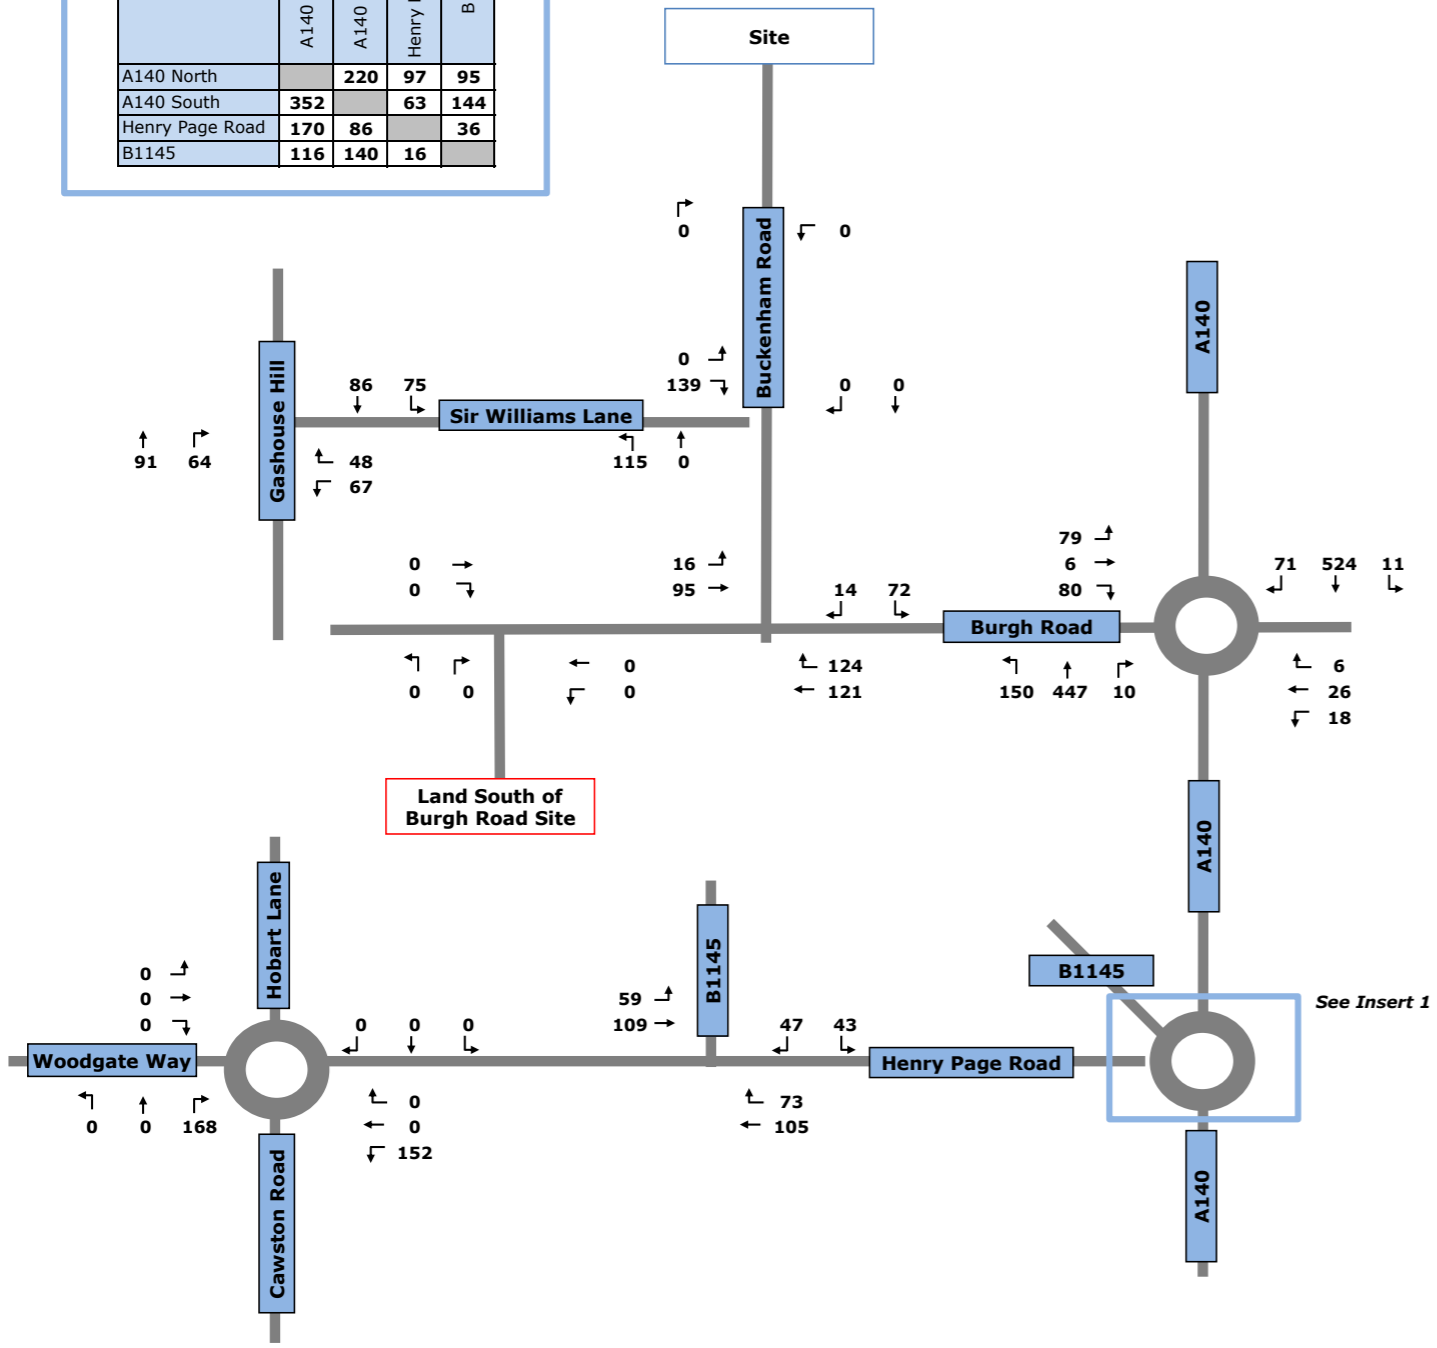 A140
A140
Henry
B
A140 North 220 97 95
A140 South 352 63 144
Henry Page Road 170 86 36
B1145 116 140 16
Site
0
0
Buckenham Road
A140
Gashouse Hill
0
139
0 0
86 75
Sir Williams Lane
91 64
48
67
115 0
79
6
80
71 524 11
0
0
16
95
14 72
Burgh Road
0 0
0
0
124
121
150 447 10
6
26
18
Land South of
Burgh Road Site
A140
Hobart Lane
B1145
B1145
See Insert 1
0
0
0
0 0 0
59
109
47 43
Woodgate Way
Henry Page Road
0 0 168
0
0
152
73
105
Cawston Road
A140